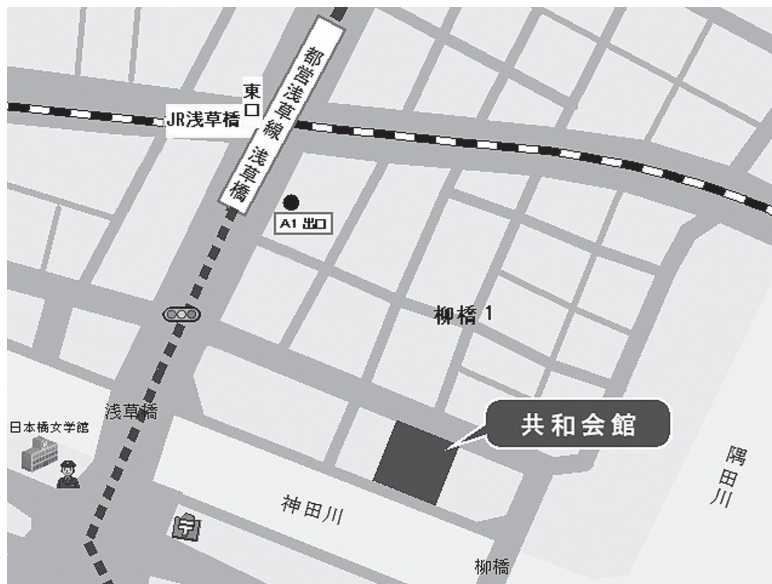 都営浅草線 浅草橋
東口
JR浅草橋
A1 出口
柳橋 1
浅草橋
日本橋女学館
共和会館
隅田川
神田川
柳橋